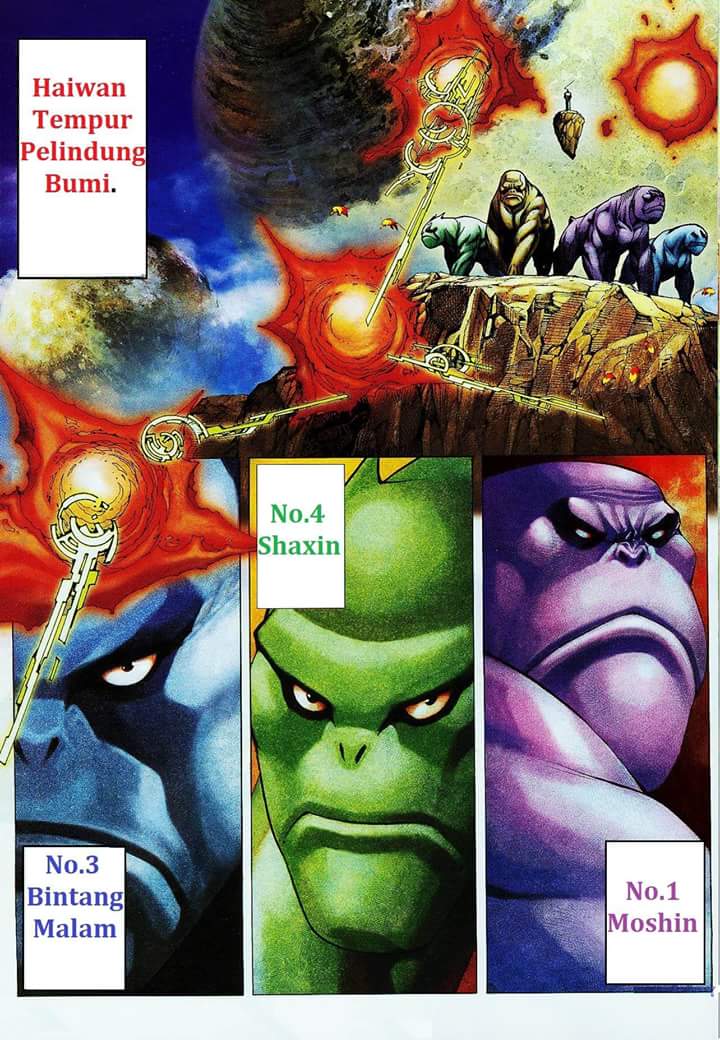 Haiwan
Tempur
Pelindung
Bumi.
No.4
Shaxin
No.3
Bintang
Malam
No.1
Moshin